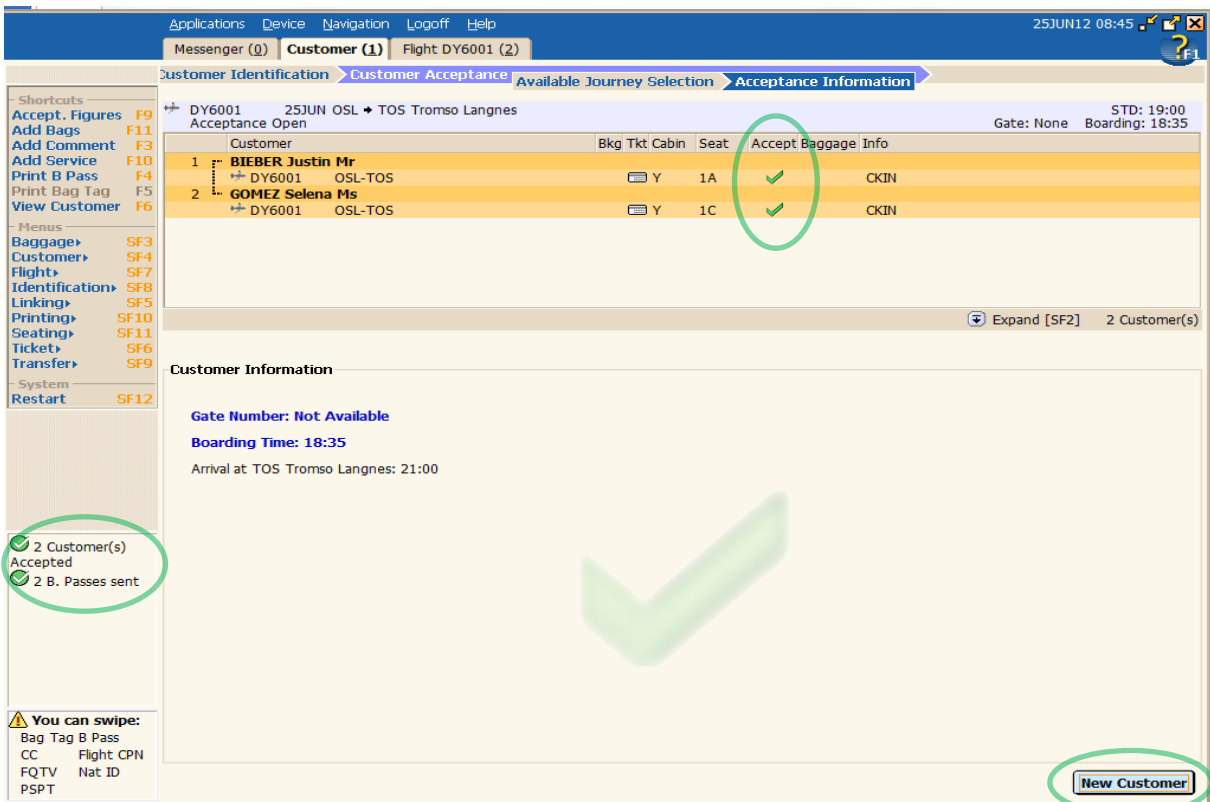 Applications Device Navigation Logoff Help 25JUN12 08:45
Messenger (0) Customer (1) Flight DY6001 (2)
?F1
Customer Identification Customer Acceptance Available Journey Selection Acceptance Information
Shortcuts
Accept. Figures F9
Add Bags F11
Add Comment F3
Add Service F10
Print B Pass F4
Print Bag Tag F5
View Customer F6
Menus
Baggage SF3
Customer SF4
Flight SF7
Identification SF8
Linking SF5
Printing SF10
Seating SF11
Ticket SF6
Transfer SF9
System
Restart SF12
DY6001 25JUN OSL → TOS Tromso Langnes STD: 19:00
Acceptance Open Gate: None Boarding: 18:35
Customer Bkg Tkt Cabin Seat Accept Baggage Info
1 BIEBER Justin Mr
DY6001 OSL-TOS Y 1A CKIN
2 GOMEZ Selena Ms
DY6001 OSL-TOS Y 1C CKIN
Expand [SF2] 2 Customer(s)
Customer Information
Gate Number: Not Available
Boarding Time: 18:35
Arrival at TOS Tromso Langnes: 21:00
2 Customer(s)
Accepted
2 B. Passes sent
You can swipe:
Bag Tag B Pass
CC Flight CPN
FQTV Nat ID
PSPT
New Customer